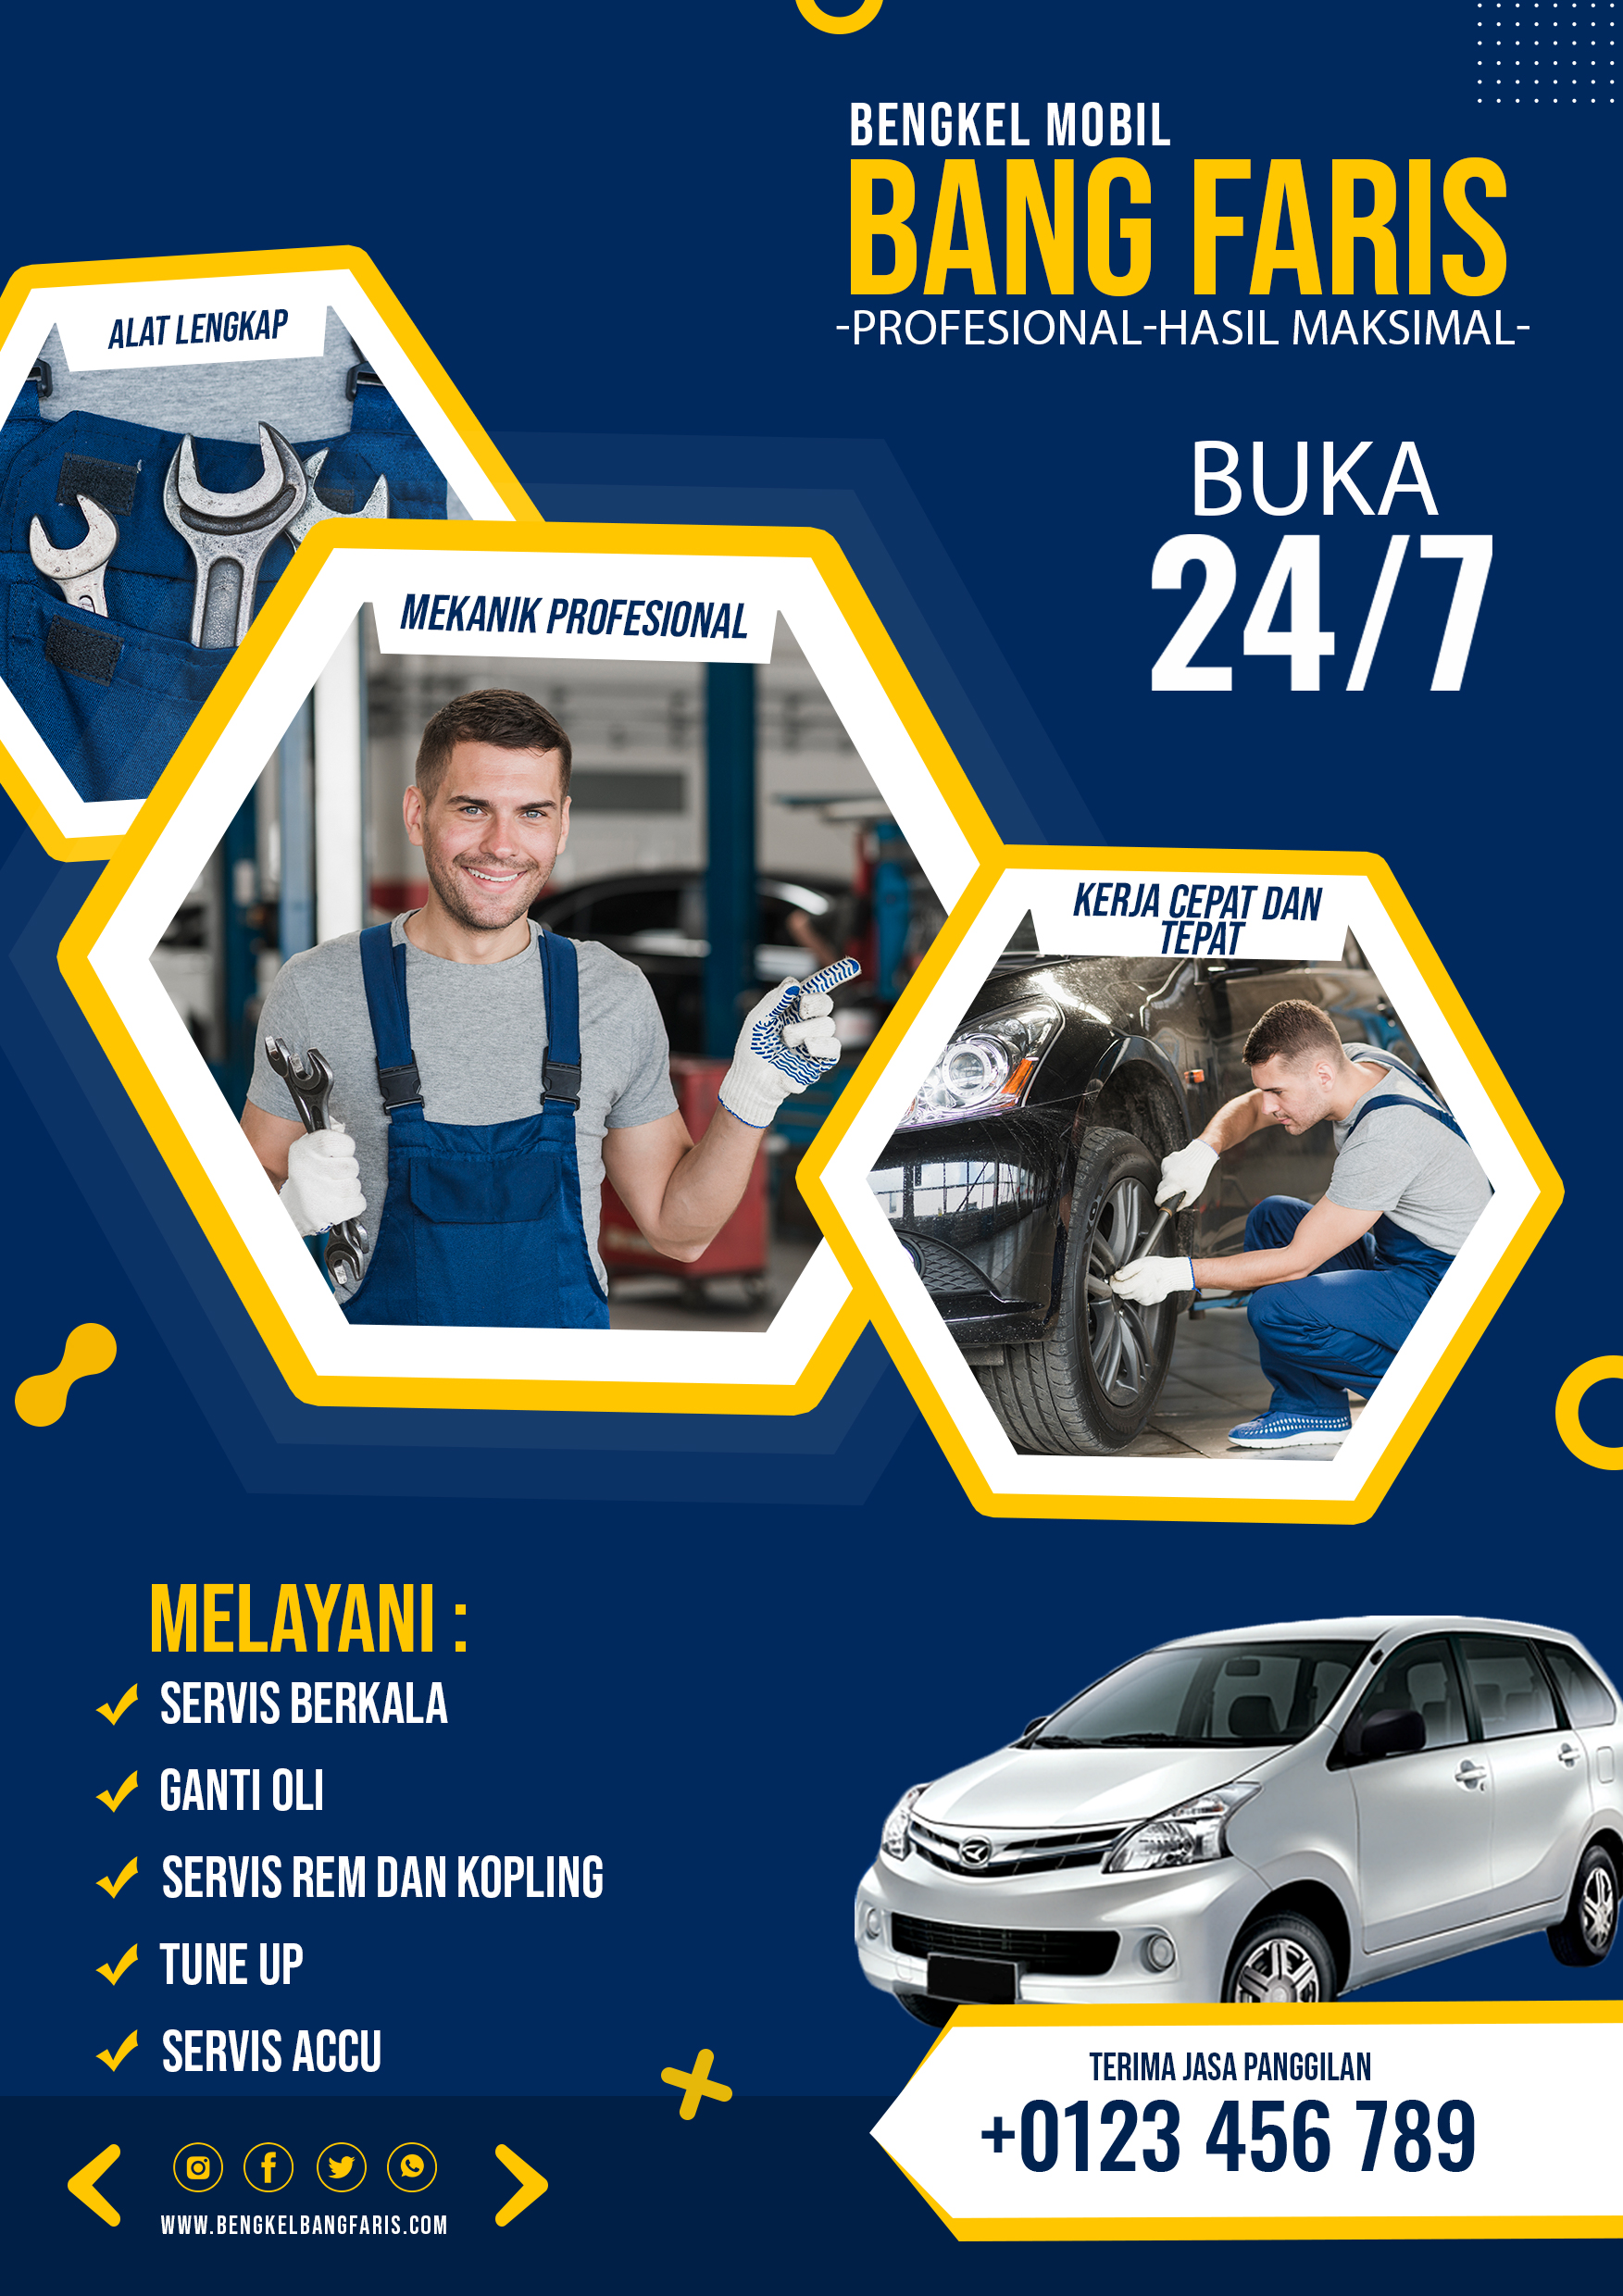 BENGKEL MOBIL
BANG FARIS
-PROFESIONAL-HASIL MAKSIMAL-
BUKA
24/7
ALAT LENGKAP
MEKANIK PROFESIONAL
KERJA CEPAT DAN
TEPAT
MELAYANI :
SERVIS BERKALA
GANTI OLI
SERVIS REM DAN KOPLING
TUNE UP
SERVIS ACCU
TERIMA JASA PANGGILAN
+0123 456 789
WWW.BENGKELBANGFARIS.COM